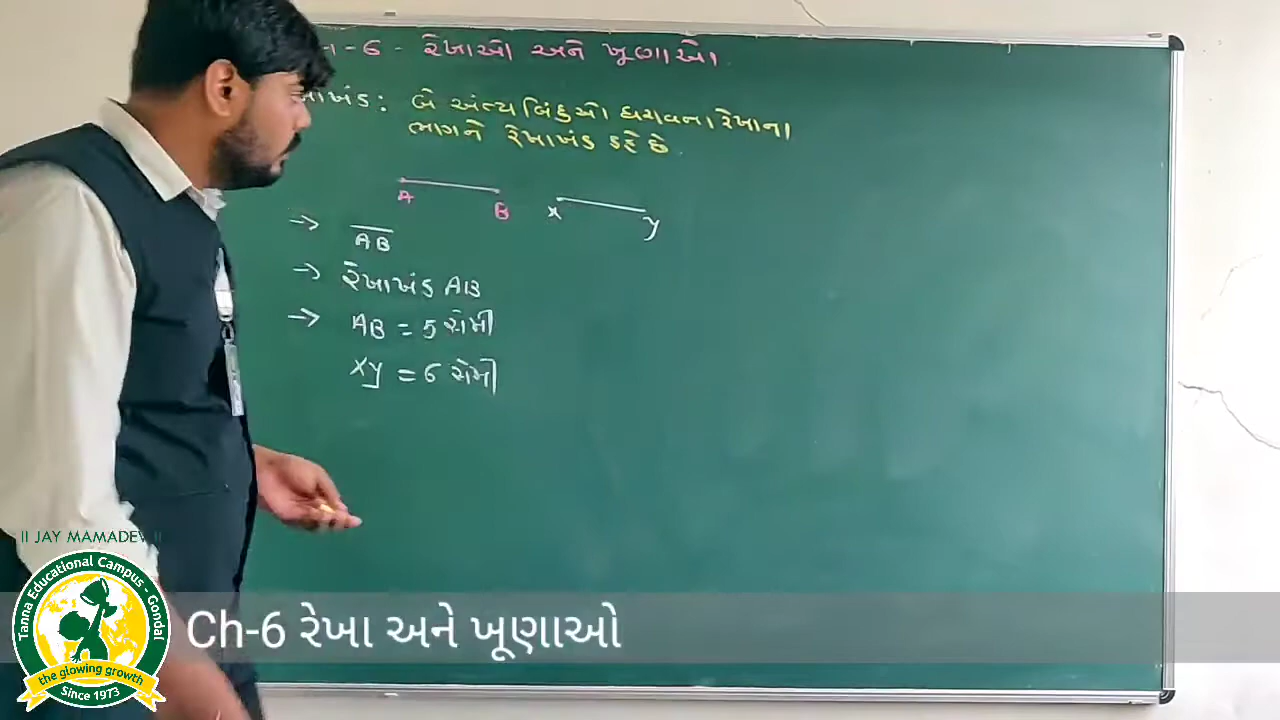 -6 - રેખાઓ અને ખૂણાઓ
ખંડ: બે અંત્યબિંદુઓ ધરાવના રેખાના
ભાગને રેખાખંડ કહે છે.
A B X y
→ AB
→ રેખાખંડ AB
→ AB = 5 સેમી
xy = 6 સેમી
II JAY MAMADEV II
Tanna Educational Campus - Gondal
the glowing growth
Since 1973
Ch-6 રેખા અને ખૂણાઓ